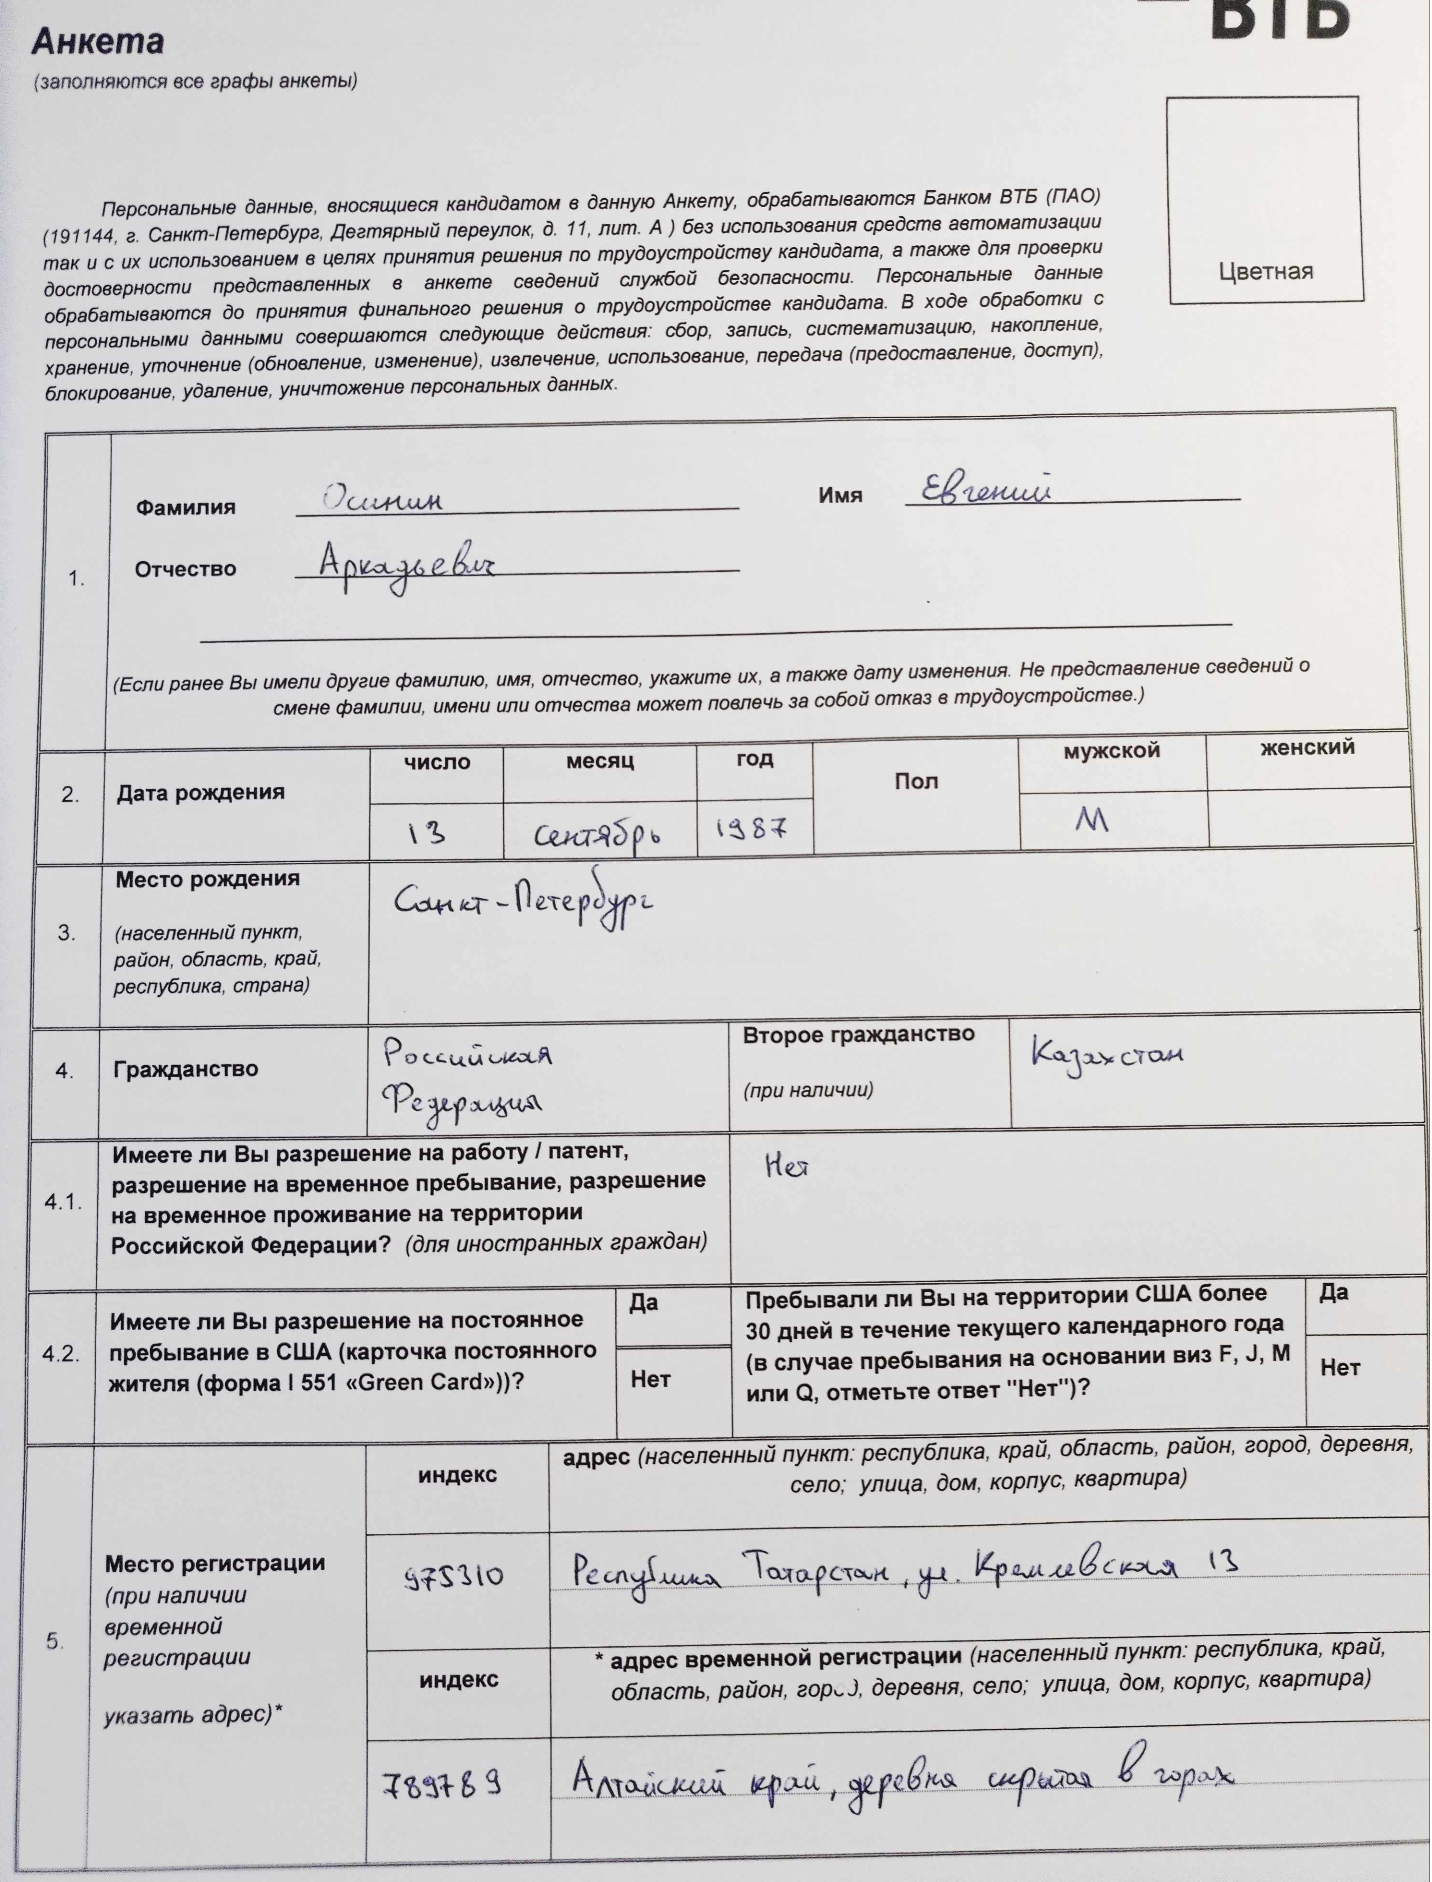 ВТБ
Анкета
(заполняются все графы анкеты)
Цветная
Персональные данные, вносящиеся кандидатом в данную Анкету, обрабатываются Банком ВТБ (ПАО)
(191144, г. Санкт-Петербург, Дегтярный переулок, д. 11, лит. А ) без использования средств автоматизации
так и с их использованием в целях принятия решения по трудоустройству кандидата, а также для проверки
достоверности представленных в анкете сведений службой безопасности. Персональные данные
обрабатываются до принятия финального решения о трудоустройстве кандидата. В ходе обработки с
персональными данными совершаются следующие действия: сбор, запись, систематизацию, накопление,
хранение, уточнение (обновление, изменение), извлечение, использование, передача (предоставление, доступ),
блокирование, удаление, уничтожение персональных данных.
1.
Фамилия Осинин Имя Евгений
Отчество Аркадьевич
(Если ранее Вы имели другие фамилию, имя, отчество, укажите их, а также дату изменения. Не представление сведений о
смене фамилии, имени или отчества может повлечь за собой отказ в трудоустройстве.)
2. Дата рождения
число месяц год Пол мужской женский
13 сентябрь 1987 М
3. Место рождения
(населенный пункт,
район, область, край,
республика, страна)
Санкт-Петербург
4. Гражданство
Российская
Федерация
Второе гражданство
(при наличии)
Казахстан
4.1.
Имеете ли Вы разрешение на работу / патент,
разрешение на временное пребывание, разрешение
на временное проживание на территории
Российской Федерации? (для иностранных граждан)
Нет
4.2.
Имеете ли Вы разрешение на постоянное
пребывание в США (карточка постоянного
жителя (форма I 551 «Green Card»))?
Да
Нет
Пребывали ли Вы на территории США более
30 дней в течение текущего календарного года
(в случае пребывания на основании виз F, J, M
или Q, отметьте ответ "Нет")?
Да
Нет
5.
Место регистрации
(при наличии
временной
регистрации
указать адрес)*
индекс
адрес (населенный пункт: республика, край, область, район, город, деревня,
село; улица, дом, корпус, квартира)
975310
Республика Татарстан, ул. Кремлевская 13
индекс
* адрес временной регистрации (населенный пункт: республика, край,
область, район, город, деревня, село; улица, дом, корпус, квартира)
789789
Алтайский край, деревня скрытая в горах